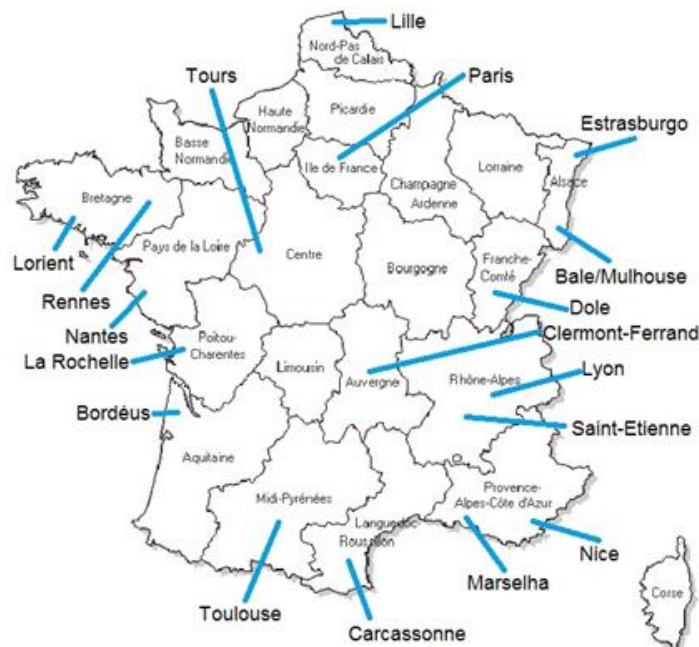 Lille
Nord-Pas
de Calais
Tours
Paris
Haute
Normandie
Picardie
Basse
Normandie
Ile de France
Estrasburgo
Lorraine
Alsace
Champagne
Ardenne
Bretagne
Pays de la Loire
Centre
Bourgogne
Franche-
Comté
Lorient
Bale/Mulhouse
Rennes
Dole
Nantes
Clermont-Ferrand
La Rochelle
Poitou-
Charentes
Limousin
Auvergne
Rhône-Alpes
Lyon
Bordéus
Saint-Etienne
Aquitaine
Midi-Pyrénées
Provence-
Alpes-Côte d'Azur
Languedoc-
Roussillon
Nice
Marselha
Corse
Toulouse
Carcassonne